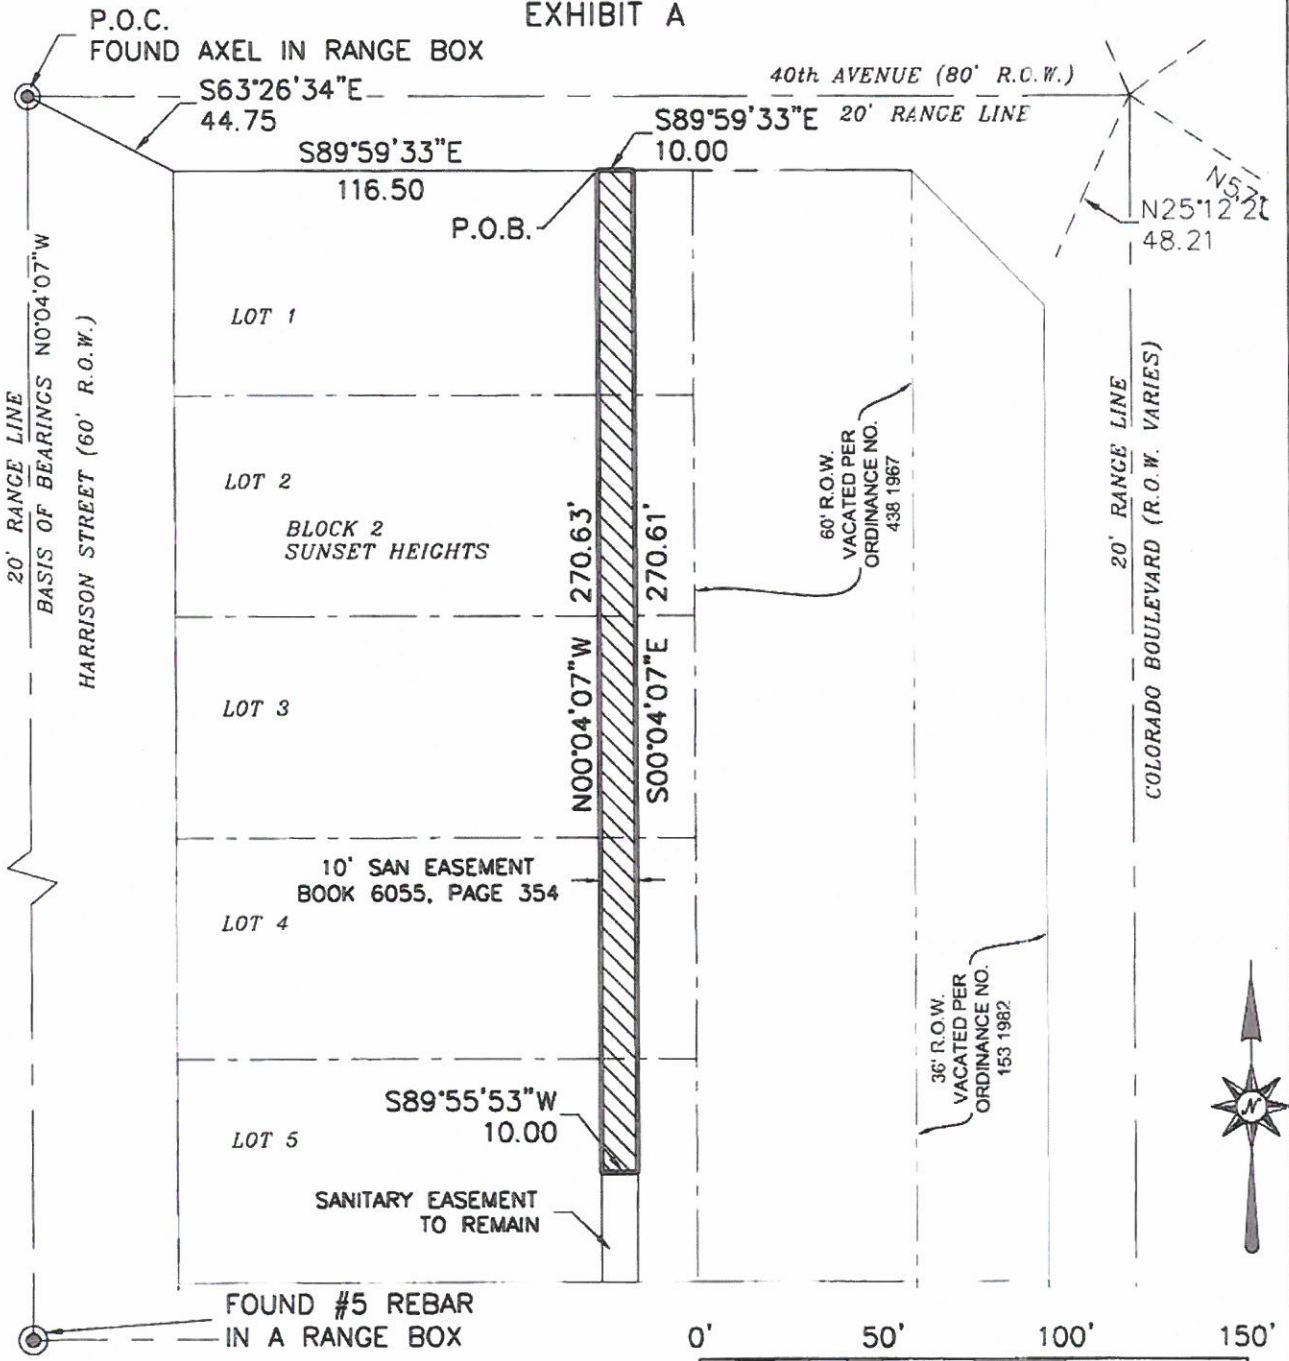 EXHIBIT A
P.O.C.
FOUND AXEL IN RANGE BOX
S63°26'34"E
44.75
40th AVENUE (80' R.O.W.)
20' RANGE LINE
S89°59'33"E
10.00
S89°59'33"E
116.50
P.O.B.
N25°12'2
48.21
20' RANGE LINE
BASIS OF BEARINGS N0°04'07"W
HARRISON STREET (60' R.O.W.)
LOT 1
LOT 2
BLOCK 2
SUNSET HEIGHTS
LOT 3
N00°04'07"W 270.63'
S00°04'07"E 270.61'
60' R.O.W.
VACATED PER
ORDINANCE NO.
438 1967
20' RANGE LINE
COLORADO BOULEVARD (R.O.W. VARIES)
10' SAN EASEMENT
BOOK 6055, PAGE 354
LOT 4
36' R.O.W.
VACATED PER
ORDINANCE NO.
153 1982
S89°55'53"W
10.00
LOT 5
SANITARY EASEMENT
TO REMAIN
N
FOUND #5 REBAR
IN A RANGE BOX
0' 50' 100' 150'